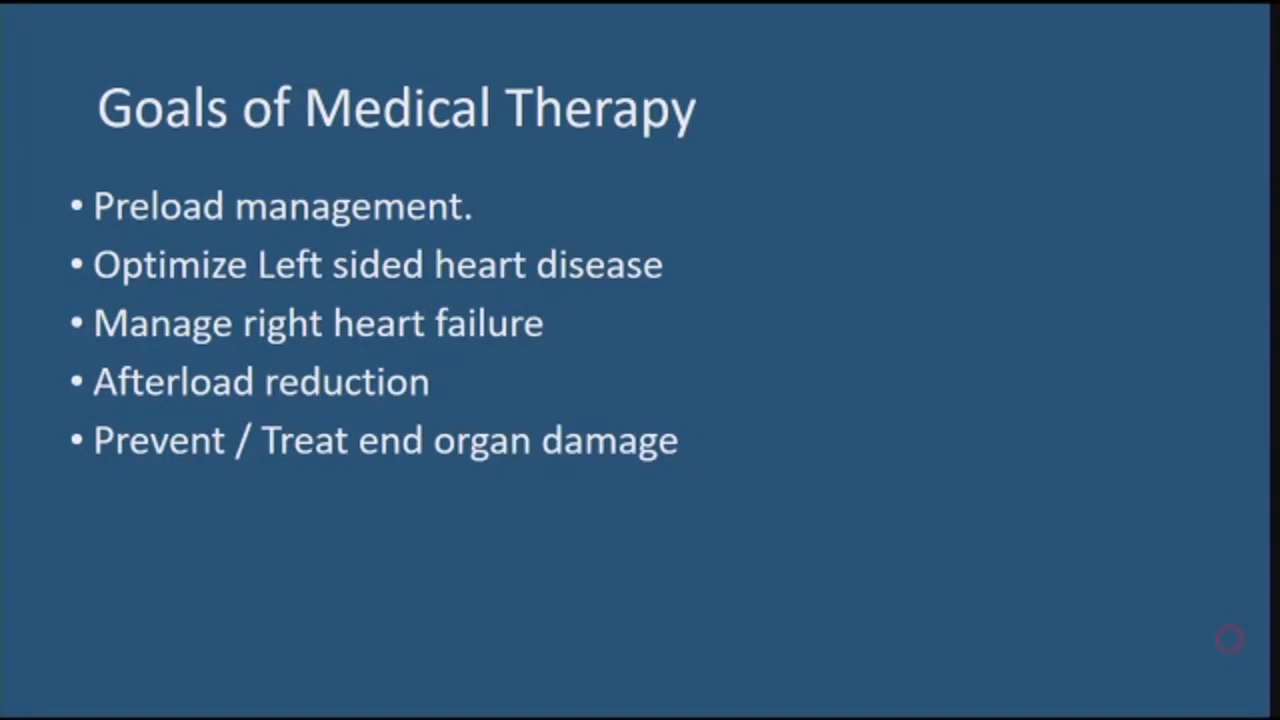 Goals of Medical Therapy
• Preload management.
• Optimize Left sided heart disease
• Manage right heart failure
• Afterload reduction
• Prevent / Treat end organ damage